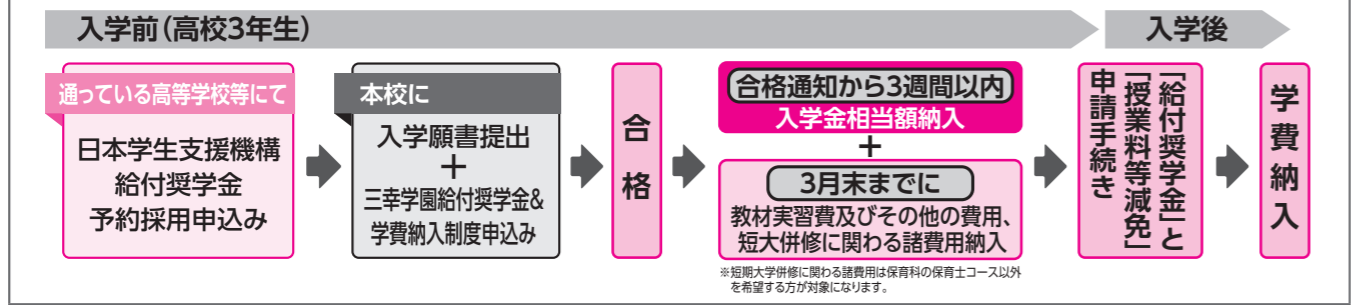 入学前(高校3年生)
入学後
通っている高等学校等にて
日本学生支援機構
給付奨学金
予約採用申込み
本校に
入学願書提出
+
三幸学園給付奨学金&
学費納入制度申込み
合格
合格通知から3週間以内
入学金相当額納入
+
3月末までに
教材実習費及びその他の費用、
短大併修に関わる諸費用納入
※短期大学併修に関わる諸費用は保育科の保育士コース以外
を希望する方が対象になります。
「給付奨学金」と
「授業料等減免」
申請手続き
学費納入